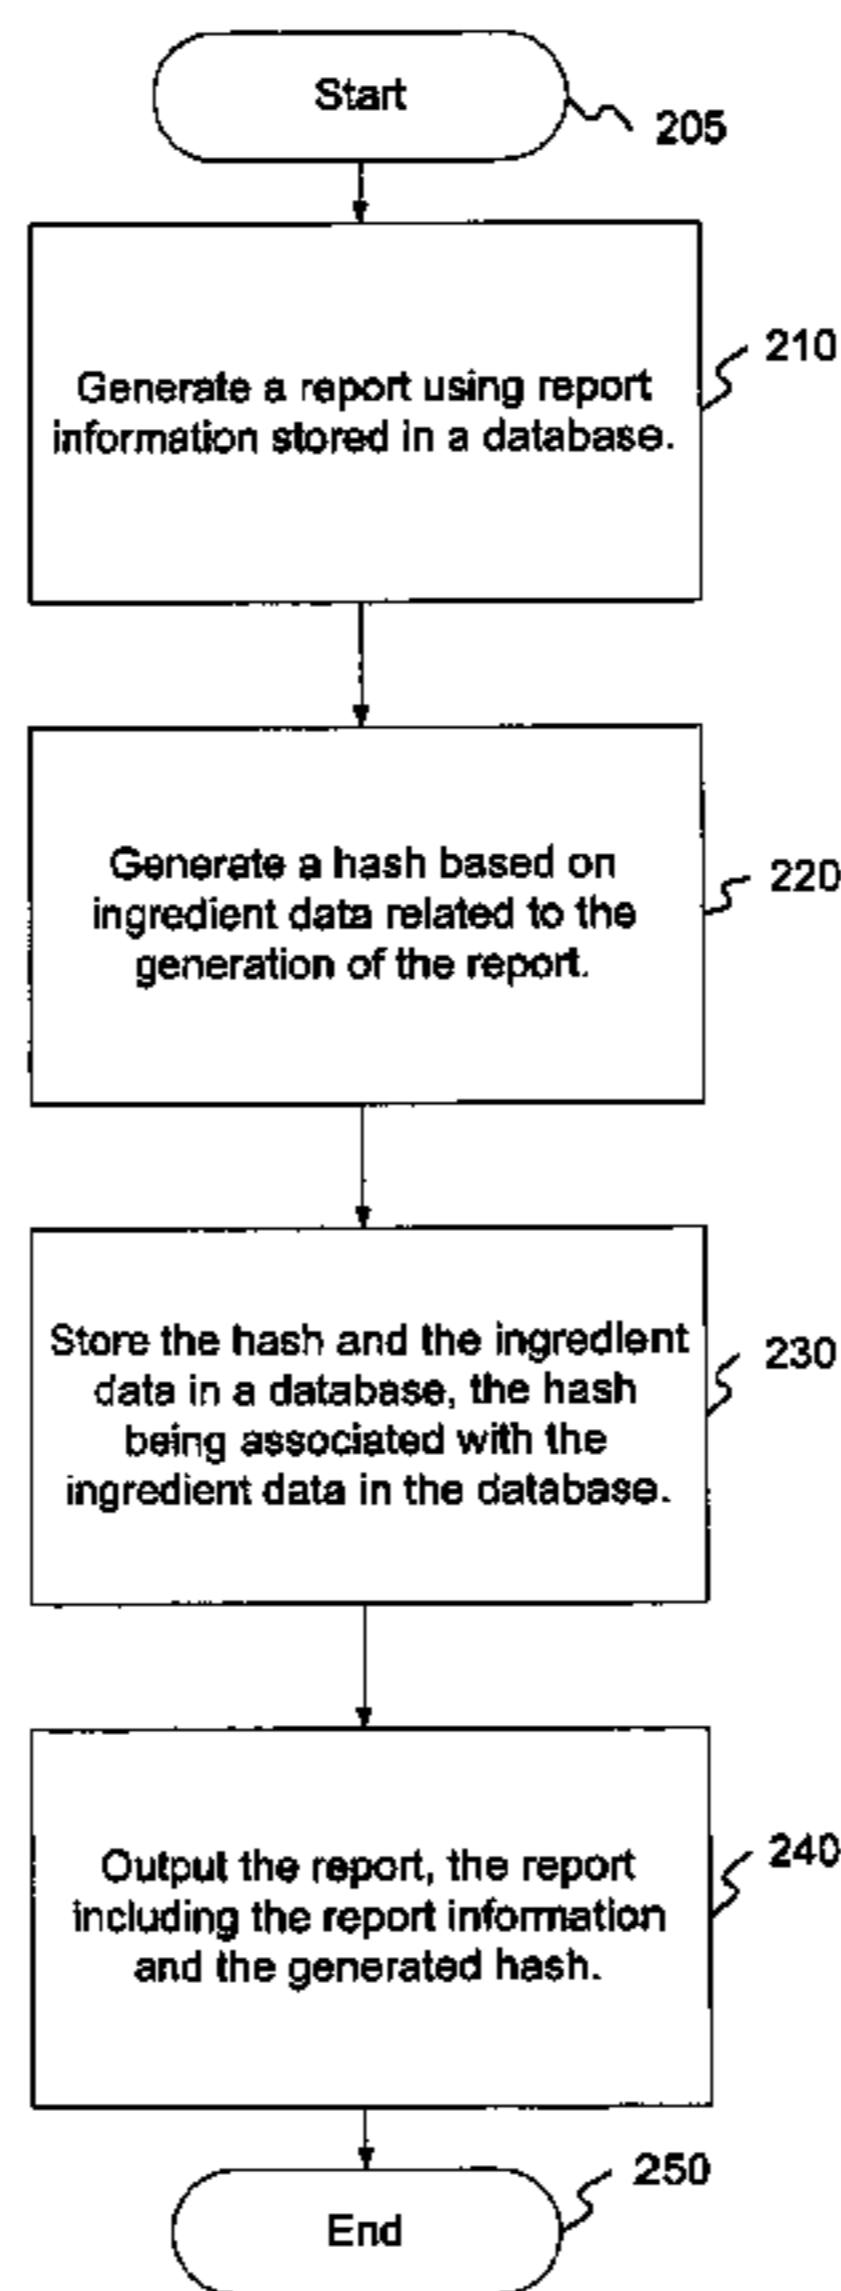 Start
205
210
Generate a report using report
information stored in a database.
220
Generate a hash based on
ingredient data related to the
generation of the report.
230
Store the hash and the ingredient
data in a database, the hash
being associated with the
ingredient data in the database.
240
Output the report, the report
including the report information
and the generated hash.
250
End